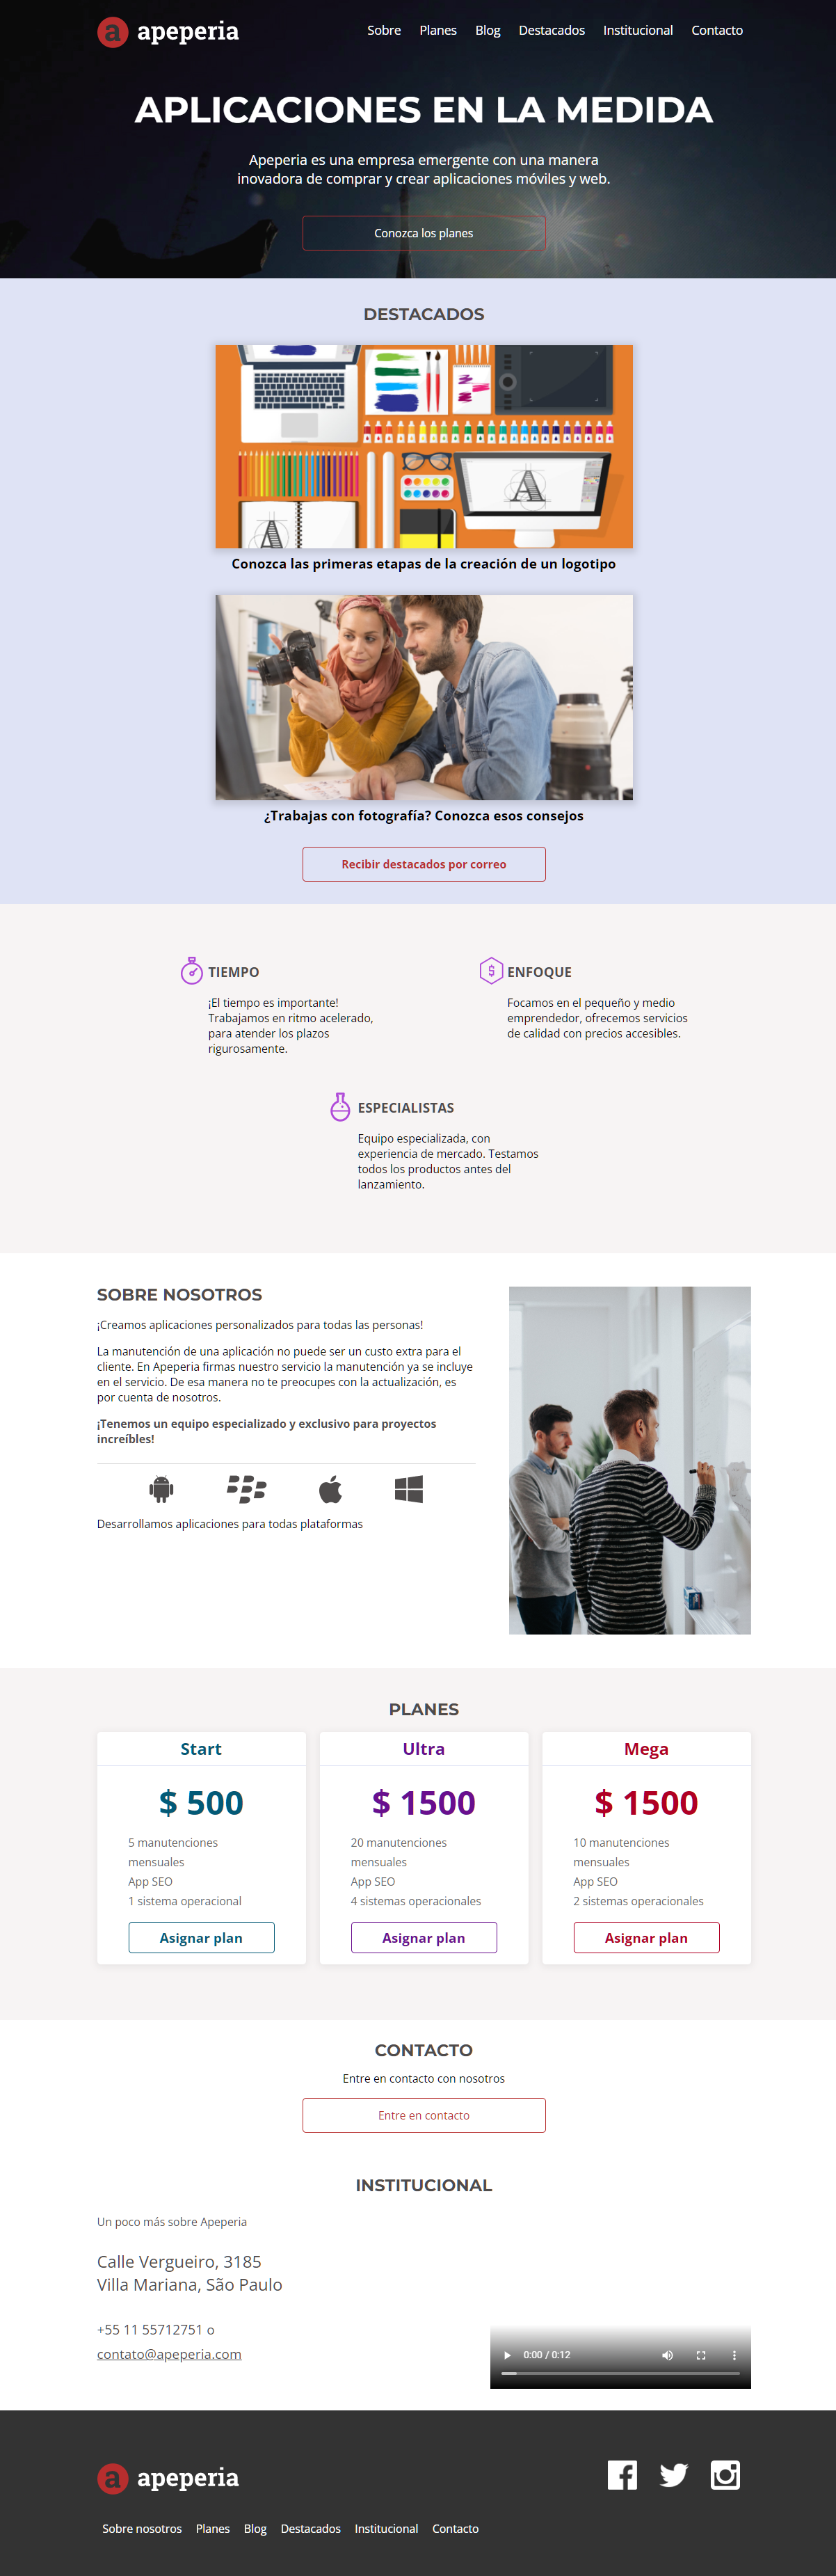 a apeperia
Sobre Planes Blog Destacados Institucional Contacto
APLICACIONES EN LA MEDIDA
Apeperia es una empresa emergente con una manera
inovadora de comprar y crear aplicaciones móviles y web.
Conozca los planes
DESTACADOS
A
A
Conozca las primeras etapas de la creación de un logotipo
¿Trabajas con fotografía? Conozca esos consejos
Recibir destacados por correo
TIEMPO
¡El tiempo es importante!
Trabajamos en ritmo acelerado,
para atender los plazos
rigurosamente.
$ ENFOQUE
Focamos en el pequeño y medio
emprendedor, ofrecemos servicios
de calidad con precios accesibles.
ESPECIALISTAS
Equipo especializada, con
experiencia de mercado. Testamos
todos los productos antes del
lanzamiento.
SOBRE NOSOTROS
¡Creamos aplicaciones personalizados para todas las personas!
La manutención de una aplicación no puede ser un custo extra para el
cliente. En Apeperia firmas nuestro servicio la manutención ya se incluye
en el servicio. De esa manera no te preocupes con la actualización, es
por cuenta de nosotros.
¡Tenemos un equipo especializado y exclusivo para proyectos
increíbles!
Desarrollamos aplicaciones para todas plataformas
PLANES
Start
$ 500
5 manutenciones
mensuales
App SEO
1 sistema operacional
Asignar plan
Ultra
$ 1500
20 manutenciones
mensuales
App SEO
4 sistemas operacionales
Asignar plan
Mega
$ 1500
10 manutenciones
mensuales
App SEO
2 sistemas operacionales
Asignar plan
CONTACTO
Entre en contacto con nosotros
Entre en contacto
INSTITUCIONAL
Un poco más sobre Apeperia
Calle Vergueiro, 3185
Villa Mariana, São Paulo
+55 11 55712751 o
contato@apeperia.com
0:00 / 0:12
a apeperia
Sobre nosotros Planes Blog Destacados Institucional Contacto